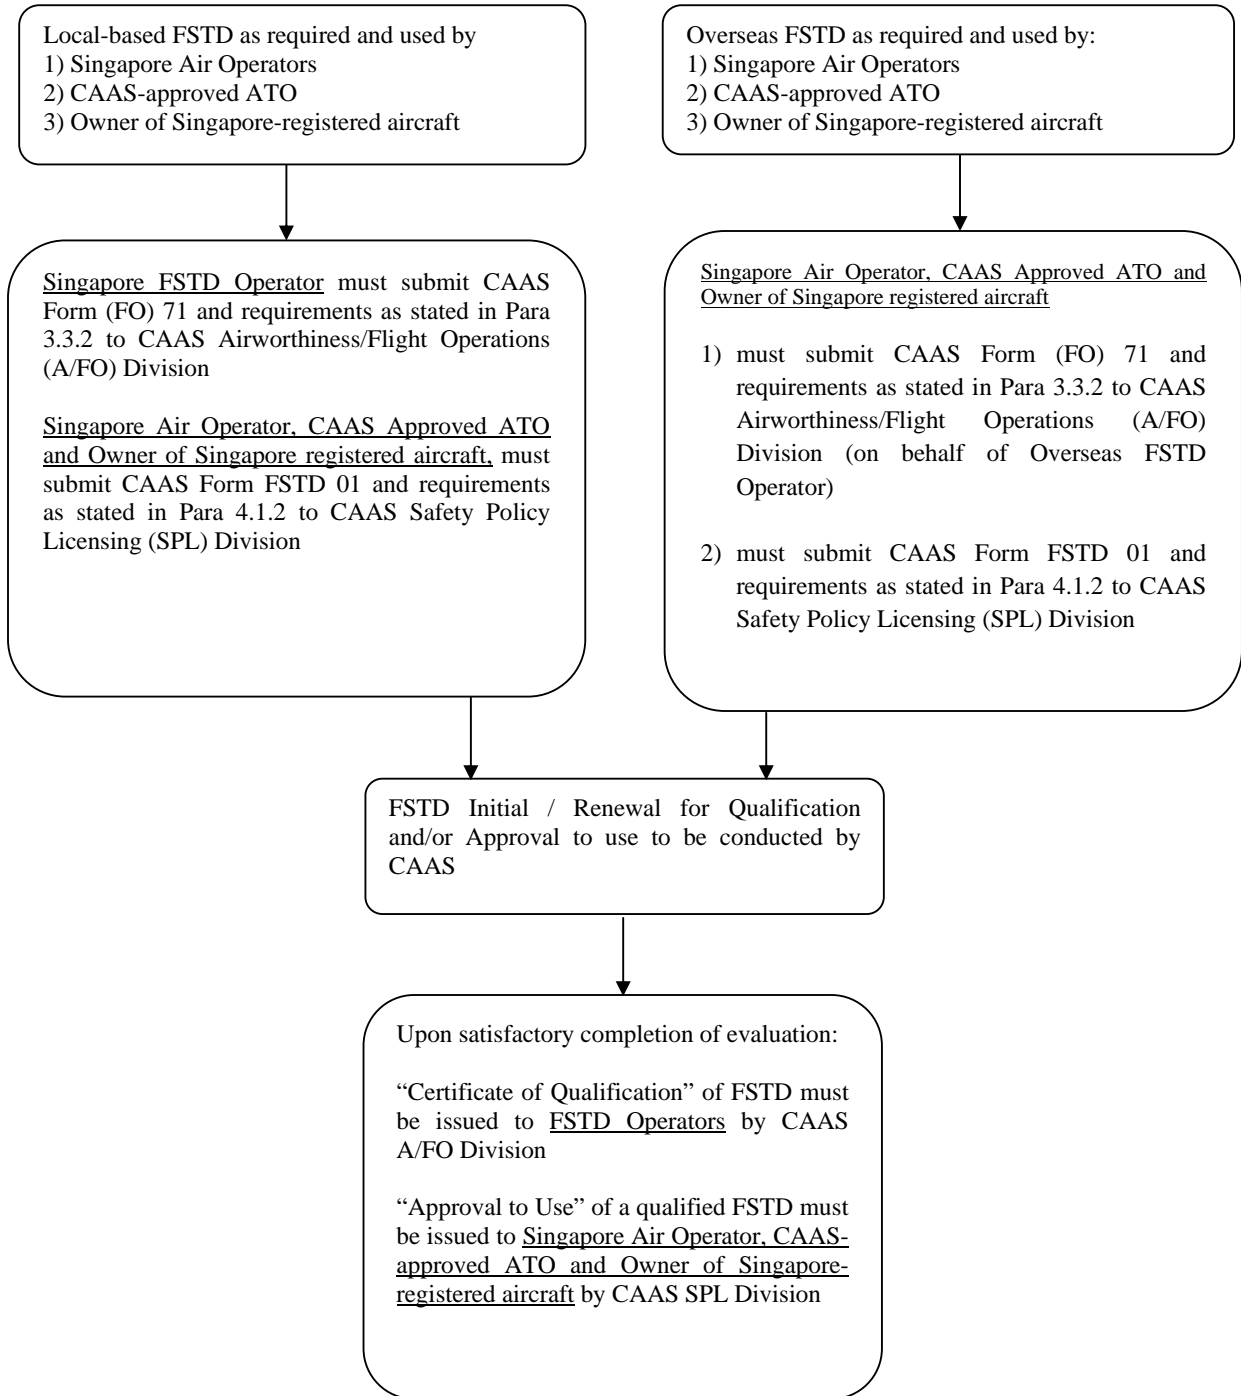 Local-based FSTD as required and used by
1) Singapore Air Operators
2) CAAS-approved ATO
3) Owner of Singapore-registered aircraft
Overseas FSTD as required and used by:
1) Singapore Air Operators
2) CAAS-approved ATO
3) Owner of Singapore-registered aircraft
Singapore FSTD Operator must submit CAAS
Form (FO) 71 and requirements as stated in Para
3.3.2 to CAAS Airworthiness/Flight Operations
(A/FO) Division
Singapore Air Operator, CAAS Approved ATO
and Owner of Singapore registered aircraft, must
submit CAAS Form FSTD 01 and requirements
as stated in Para 4.1.2 to CAAS Safety Policy
Licensing (SPL) Division
Singapore Air Operator, CAAS Approved ATO and
Owner of Singapore registered aircraft
1) must submit CAAS Form (FO) 71 and
requirements as stated in Para 3.3.2 to CAAS
Airworthiness/Flight Operations (A/FO)
Division (on behalf of Overseas FSTD
Operator)
2) must submit CAAS Form FSTD 01 and
requirements as stated in Para 4.1.2 to CAAS
Safety Policy Licensing (SPL) Division
FSTD Initial / Renewal for Qualification
and/or Approval to use to be conducted by
CAAS
Upon satisfactory completion of evaluation:
“Certificate of Qualification” of FSTD must
be issued to FSTD Operators by CAAS
A/FO Division
“Approval to Use” of a qualified FSTD must
be issued to Singapore Air Operator, CAAS-
approved ATO and Owner of Singapore-
registered aircraft by CAAS SPL Division